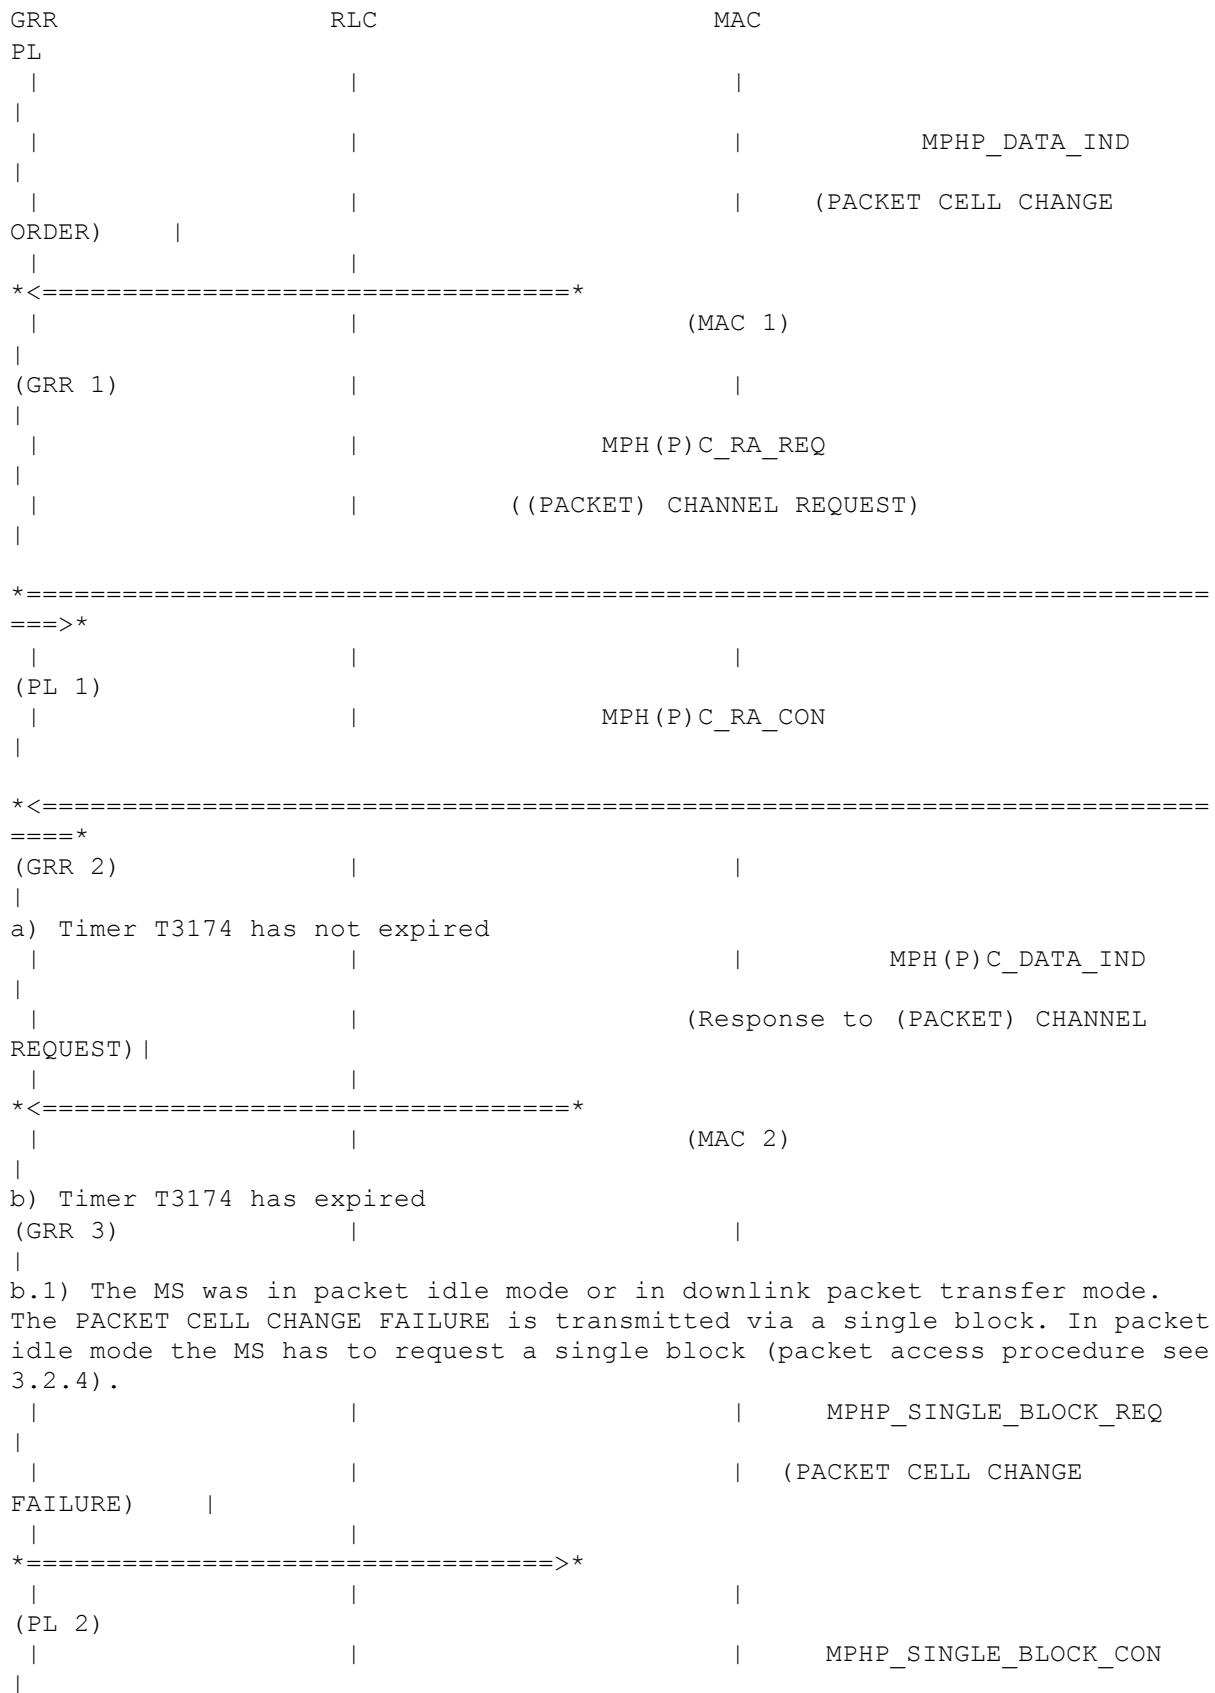 GRR                 RLC                     MAC
PL
 |                   |                       |
|
 |                   |                       |           MPHP_DATA_IND
|
 |                   |                       |    (PACKET CELL CHANGE
ORDER)    |
 |                   |
*<=================================*
 |                   |                    (MAC 1)
|
(GRR 1)              |                       |
|
 |                   |               MPH(P)C_RA_REQ
|
 |                   |         ((PACKET) CHANNEL REQUEST)
|
*==========================================================================
===>*
 |                   |                       |
(PL 1)
 |                   |               MPH(P)C_RA_CON
|
*<=========================================================================
====*
(GRR 2)              |                       |
|
a) Timer T3174 has not expired
 |                   |                       |         MPH(P)C_DATA_IND
|
 |                   |                    (Response to (PACKET) CHANNEL
REQUEST)|
 |                   |
*<=================================*
 |                   |                    (MAC 2)
|
b) Timer T3174 has expired
(GRR 3)              |                       |
|
b.1) The MS was in packet idle mode or in downlink packet transfer mode.
The PACKET CELL CHANGE FAILURE is transmitted via a single block. In packet
idle mode the MS has to request a single block (packet access procedure see
3.2.4).
 |                   |                       |     MPHP_SINGLE_BLOCK_REQ
|
 |                   |                       |  (PACKET CELL CHANGE
FAILURE)    |
 |                   |
*=================================>*
 |                   |                       |
(PL 2)
 |                   |                       |     MPHP_SINGLE_BLOCK_CON
|